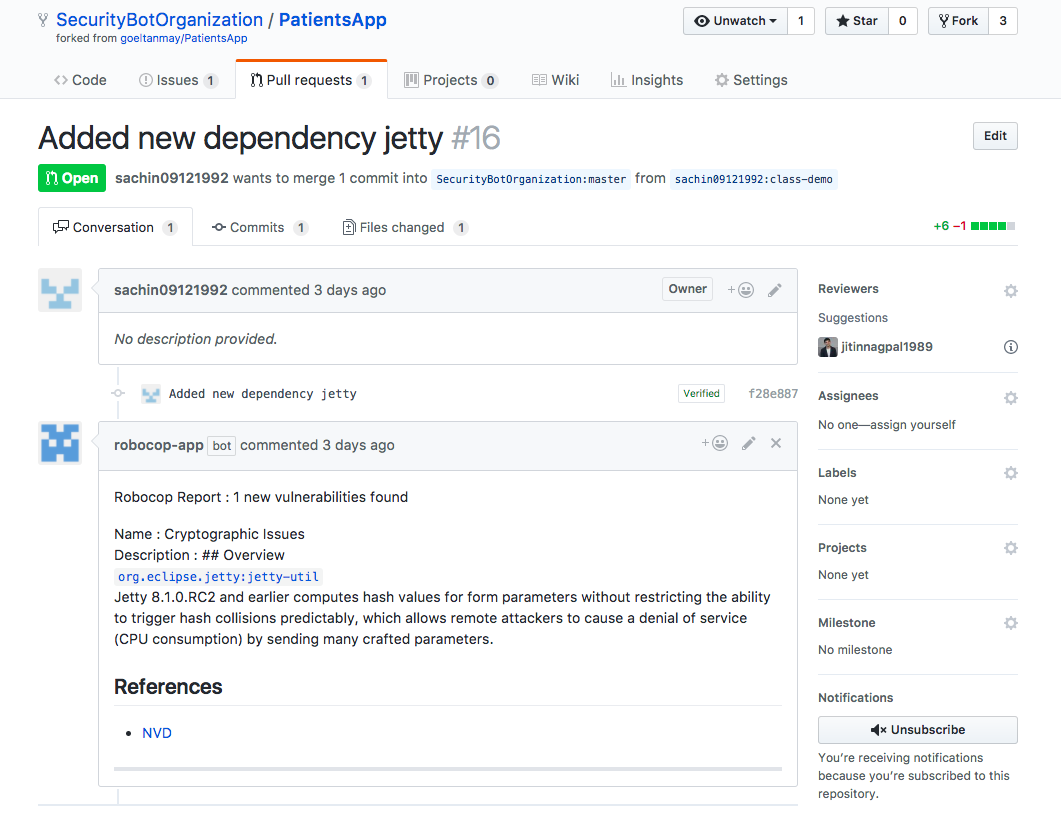 SecurityBotOrganization / PatientsApp
forked from goeltanmay/PatientsApp
Unwatch 1 Star 0 Fork 3
Code Issues 1 Pull requests 1 Projects 0 Wiki Insights Settings
Added new dependency jetty #16
Edit
Open sachin09121992 wants to merge 1 commit into SecurityBotOrganization:master from sachin09121992:class-demo
Conversation 1 Commits 1 Files changed 1
+6 −1
sachin09121992 commented 3 days ago Owner
No description provided.
Added new dependency jetty Verified f28e887
robocop-app bot commented 3 days ago
Robocop Report : 1 new vulnerabilities found
Name : Cryptographic Issues
Description : ## Overview
org.eclipse.jetty:jetty-util
Jetty 8.1.0.RC2 and earlier computes hash values for form parameters without restricting the ability
to trigger hash collisions predictably, which allows remote attackers to cause a denial of service
(CPU consumption) by sending many crafted parameters.
References
NVD
Reviewers
Suggestions
jitinnagpal1989
Assignees
No one—assign yourself
Labels
None yet
Projects
None yet
Milestone
No milestone
Notifications
Unsubscribe
You're receiving notifications
because you're subscribed to this
repository.